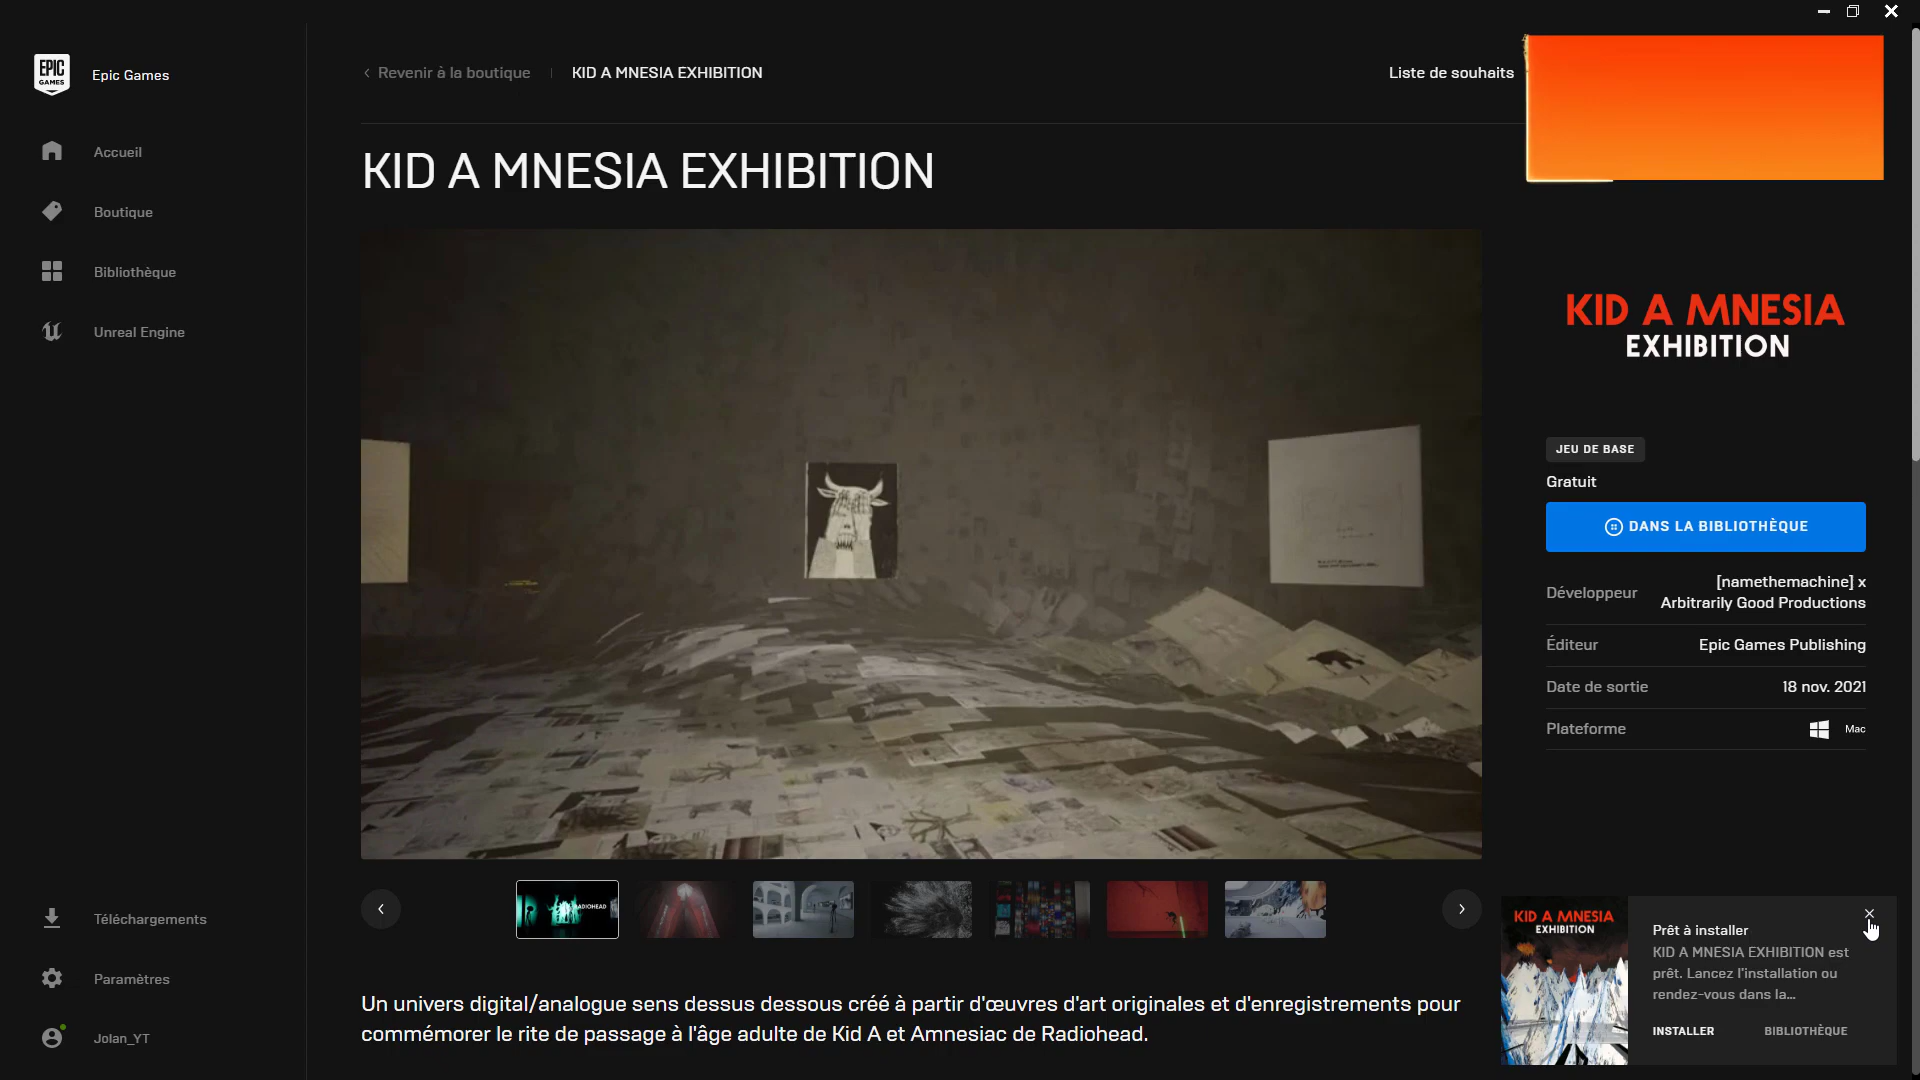 EPIC
GAMES
Epic Games
Accueil
Boutique
Bibliothèque
Unreal Engine
Téléchargements
Paramètres
Jolan_YT
Revenir à la boutique
KID A MNESIA EXHIBITION
Liste de souhaits
KID A MNESIA EXHIBITION
RADIOHEAD
Un univers digital/analogue sens dessus dessous créé à partir d'œuvres d'art originales et d'enregistrements pour
commémorer le rite de passage à l'âge adulte de Kid A et Amnesiac de Radiohead.
KID A MNESIA
EXHIBITION
JEU DE BASE
Gratuit
DANS LA BIBLIOTHÈQUE
Développeur
[namethemachine] x
Arbitrarily Good Productions
Éditeur
Epic Games Publishing
Date de sortie
18 nov. 2021
Plateforme
Mac
KID A MNESIA
EXHIBITION
Prêt à installer
KID A MNESIA EXHIBITION est
prêt. Lancez l'installation ou
rendez-vous dans la...
INSTALLER
BIBLIOTHÈQUE